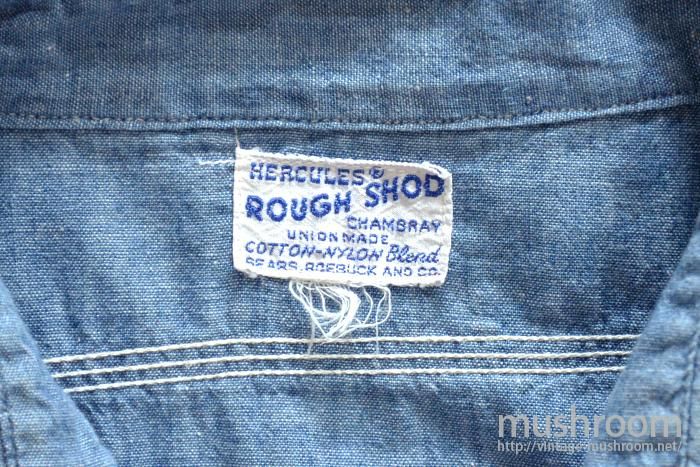 HERCULES®
ROUGH SHOD
CHAMBRAY
UNION MADE
COTTON-NYLON Blend
SEARS, ROEBUCK AND CO.
mushroom
http://vintage-mushroom.net/